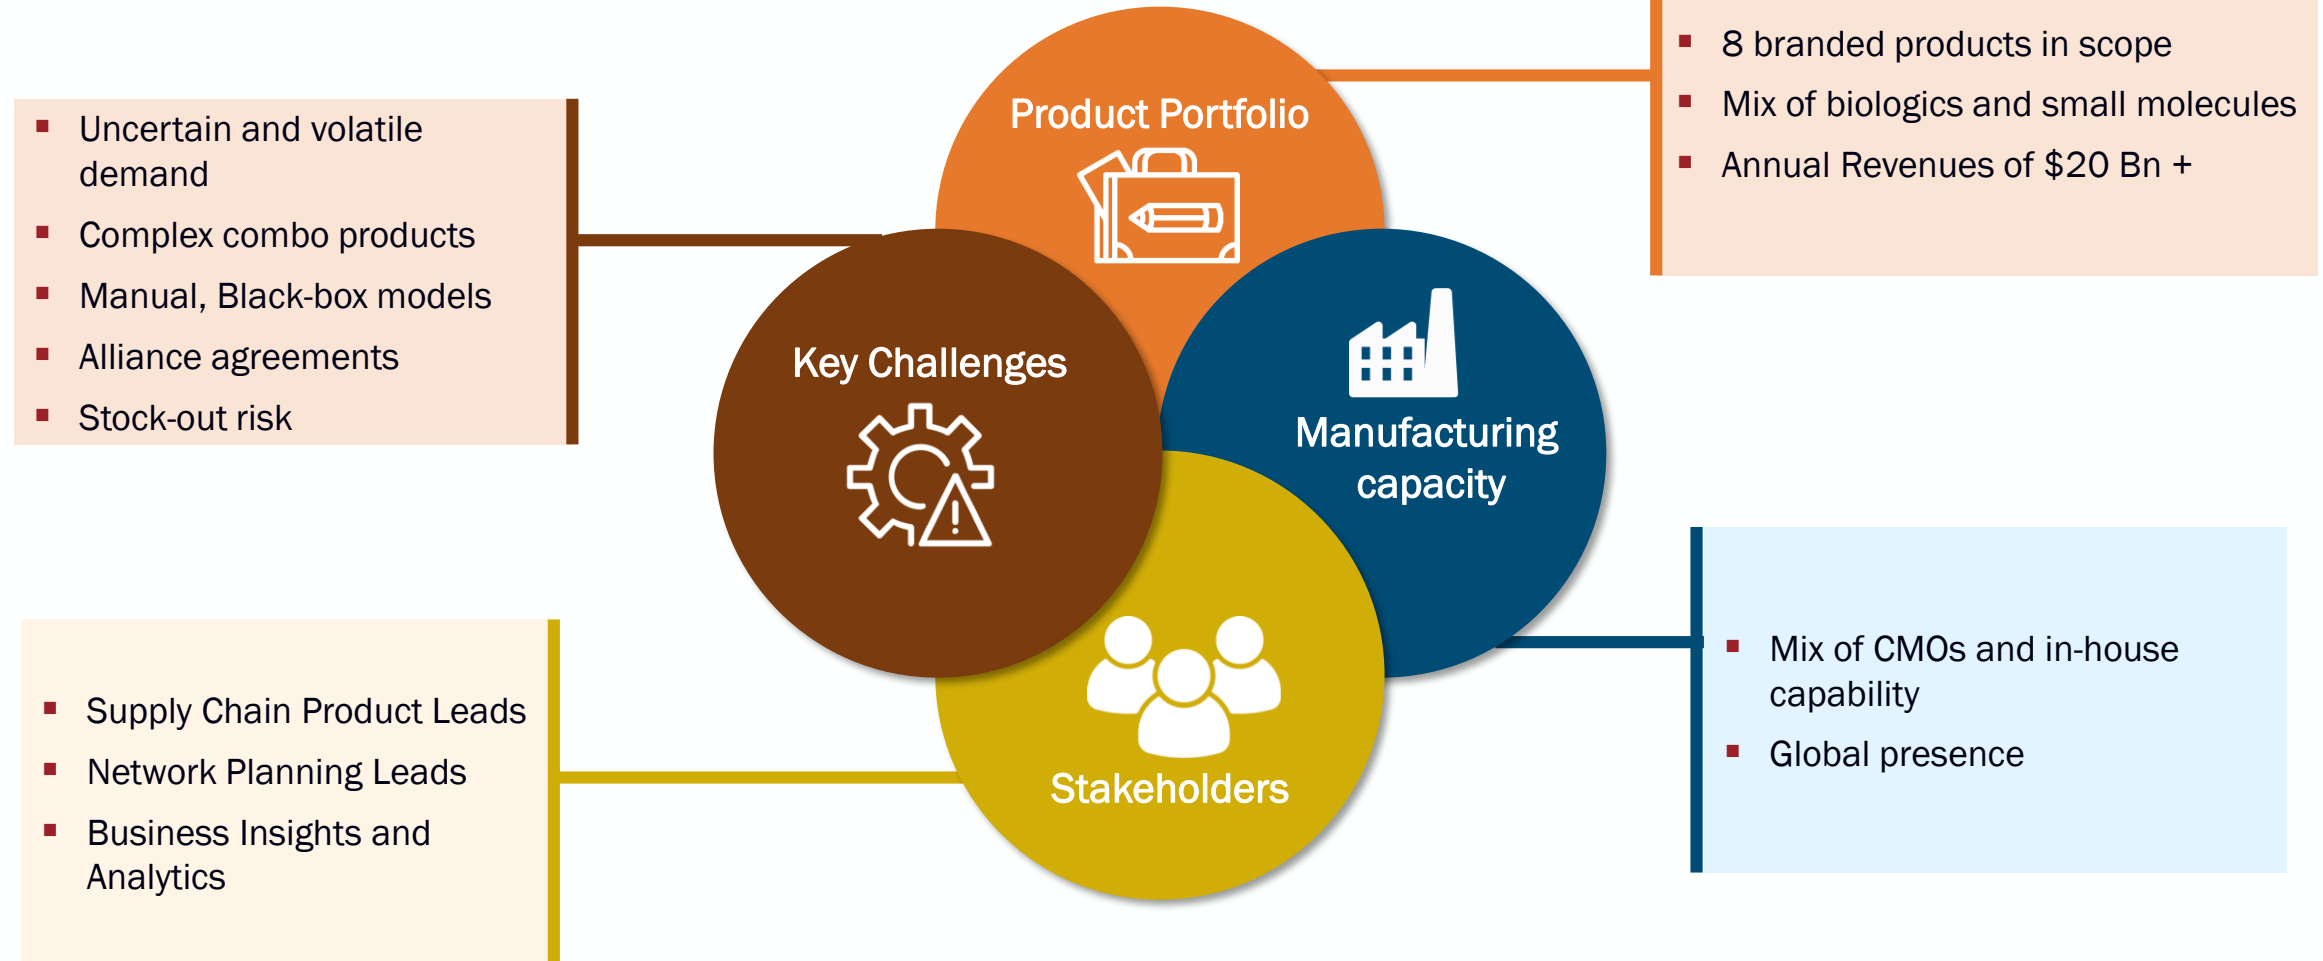 Product Portfolio
▪ 8 branded products in scope
▪ Mix of biologics and small molecules
▪ Annual Revenues of $20 Bn +
▪ Uncertain and volatile
demand
▪ Complex combo products
▪ Manual, Black-box models
▪ Alliance agreements
▪ Stock-out risk
Key Challenges
Manufacturing
capacity
▪ Mix of CMOs and in-house
capability
▪ Global presence
▪ Supply Chain Product Leads
▪ Network Planning Leads
▪ Business Insights and
Analytics
Stakeholders